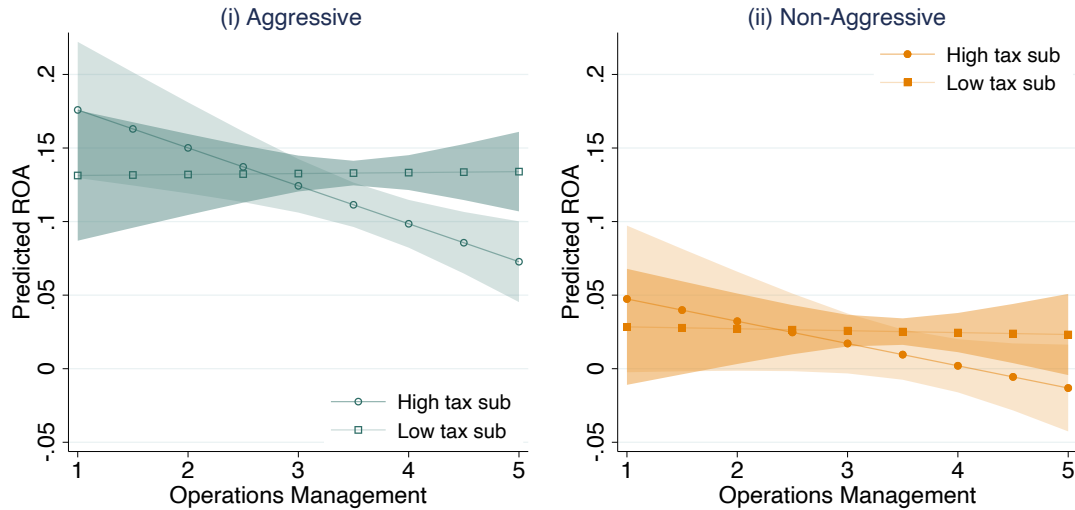 (i) Aggressive
Predicted ROA
.2
.15
.1
.05
0
-.05
High tax sub
Low tax sub
1 2 3 4 5
Operations Management
(ii) Non-Aggressive
Predicted ROA
.2
.15
.1
.05
0
-.05
High tax sub
Low tax sub
1 2 3 4 5
Operations Management